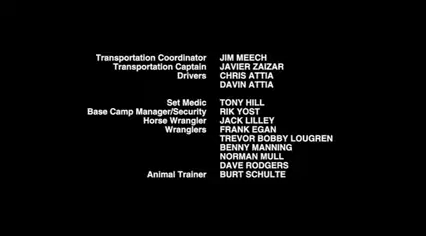 Transportation Coordinator JIM MEECH
Transportation Captain JAVIER ZAIZAR
Drivers CHRIS ATTIA
DAVIN ATTIA
Set Medic TONY HILL
Base Camp Manager/Security RIK YOST
Horse Wrangler JACK LILLEY
Wranglers FRANK EGAN
TREVOR BOBBY LOUGREN
BENNY MANNING
NORMAN MULL
DAVE RODGERS
Animal Trainer BURT SCHULTE